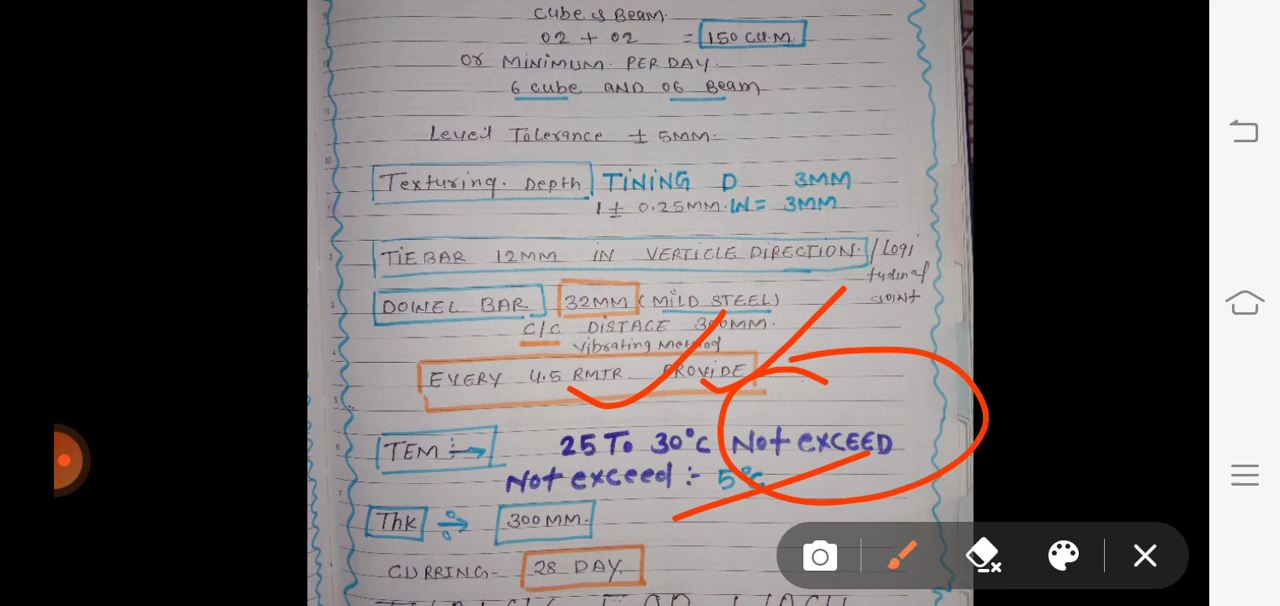 Cube & Beam.
02 + 02 = 150 CU.M
or MINIMUM PER DAY.
6 cube AND 06 Beam
Level Tolerance ± 5MM.
Texturing. Depth TINING D 3MM
1± 0.25MM. W= 3MM
TIE BAR 12MM IN VERTICLE DIRECTION. / Logi
tudinal
joint
DOWEL BAR 32MM (MILD STEEL)
C/C DISTACE 300MM.
Vibrating Method
EVERY 4.5 RMTR. PROVIDE
TEM :- → 25 To 30°C Not EXCEED
Not exceed :- 5°C
Thk 300MM.
CURRING- 28 DAY.